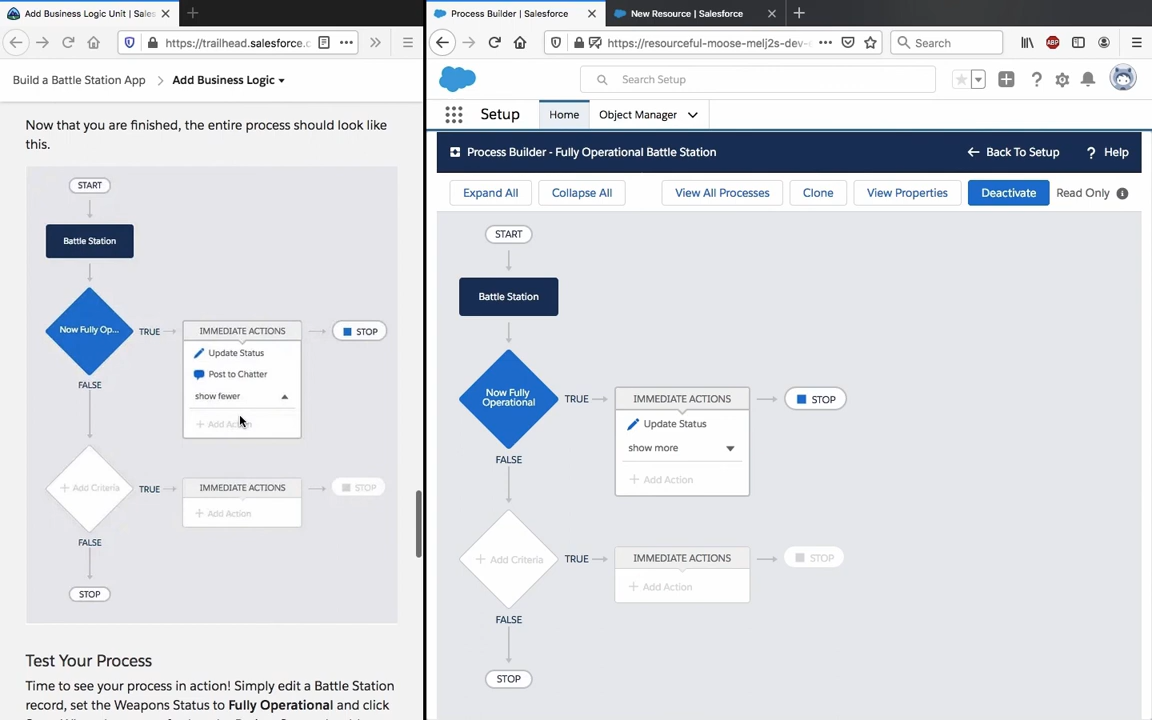 Add Business Logic Unit | Sales
Process Builder | Salesforce
New Resource | Salesforce
https://trailhead.salesforce.c
https://resourceful-moose-melj2s-dev-
Search
ABP
Build a Battle Station App
Add Business Logic
Search Setup
Setup
Home
Object Manager
Now that you are finished, the entire process should look like
this.
START
Battle Station
Now Fully Op...
TRUE
IMMEDIATE ACTIONS
STOP
Update Status
Post to Chatter
show fewer
+ Add Action
FALSE
+ Add Criteria
TRUE
IMMEDIATE ACTIONS
STOP
+ Add Action
FALSE
STOP
Test Your Process
Time to see your process in action! Simply edit a Battle Station
record, set the Weapons Status to Fully Operational and click
Process Builder - Fully Operational Battle Station
Back To Setup
? Help
Expand All
Collapse All
View All Processes
Clone
View Properties
Deactivate
Read Only
START
Battle Station
Now Fully
Operational
TRUE
IMMEDIATE ACTIONS
STOP
Update Status
show more
+ Add Action
FALSE
+ Add Criteria
TRUE
IMMEDIATE ACTIONS
STOP
+ Add Action
FALSE
STOP